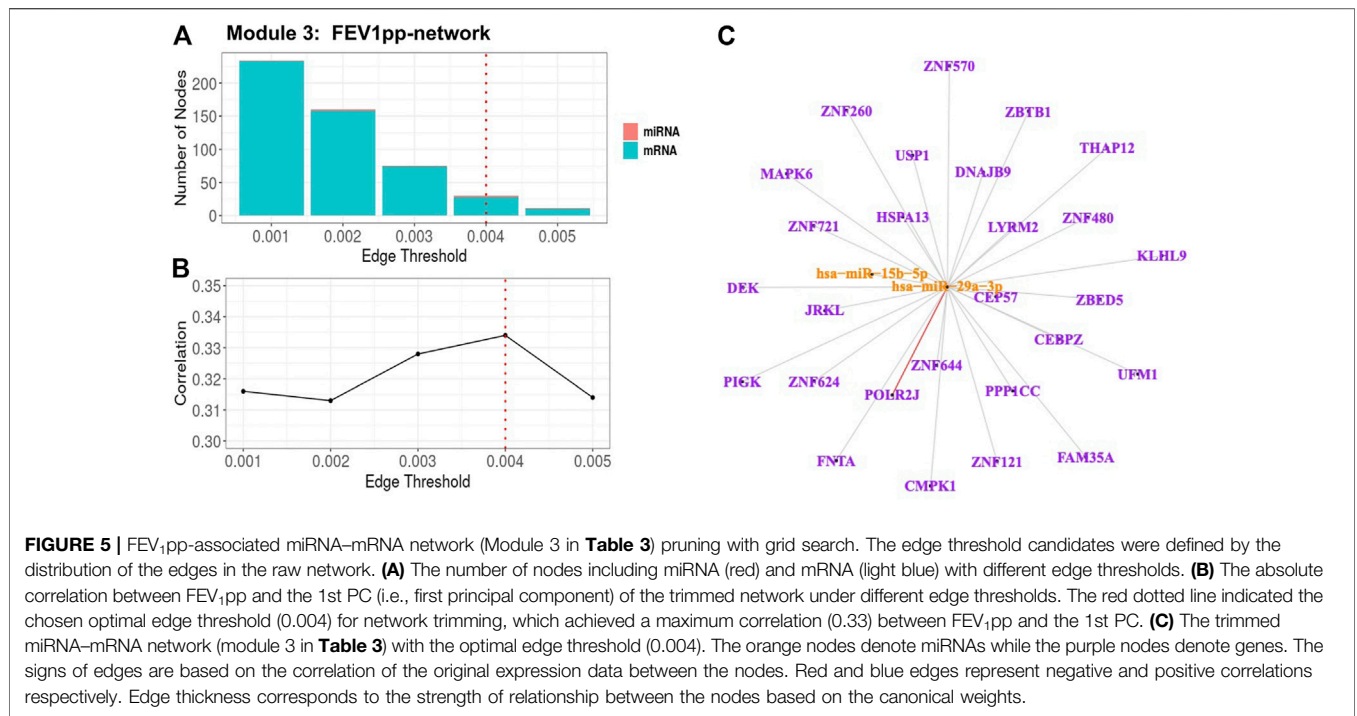 A Module 3: FEV1pp-network
Number of Nodes
200
150
100
50
0
0.001 0.002 0.003 0.004 0.005
Edge Threshold
miRNA
mRNA
B
Correlation
0.35
0.34
0.33
0.32
0.31
0.30
0.001 0.002 0.003 0.004 0.005
Edge Threshold
C
ZNF570
ZNF260 ZBTB1
USP1 THAP12
MAPK6 DNAJB9
HSPA13 ZNF480
ZNF721 LYRM2
KLHL9
hsa-miR-15b-5p
DEK hsa-miR-29a-3p
CEP57 ZBED5
JRKL
CEBPZ
ZNF644
PIGK ZNF624 UFM1
POLR2J PPP1CC
FNTA ZNF121 FAM35A
CMPK1
FIGURE 5 | FEV₁pp-associated miRNA–mRNA network (Module 3 in Table 3) pruning with grid search. The edge threshold candidates were defined by the
distribution of the edges in the raw network. (A) The number of nodes including miRNA (red) and mRNA (light blue) with different edge thresholds. (B) The absolute
correlation between FEV₁pp and the 1st PC (i.e., first principal component) of the trimmed network under different edge thresholds. The red dotted line indicated the
chosen optimal edge threshold (0.004) for network trimming, which achieved a maximum correlation (0.33) between FEV₁pp and the 1st PC. (C) The trimmed
miRNA–mRNA network (module 3 in Table 3) with the optimal edge threshold (0.004). The orange nodes denote miRNAs while the purple nodes denote genes. The
signs of edges are based on the correlation of the original expression data between the nodes. Red and blue edges represent negative and positive correlations
respectively. Edge thickness corresponds to the strength of relationship between the nodes based on the canonical weights.